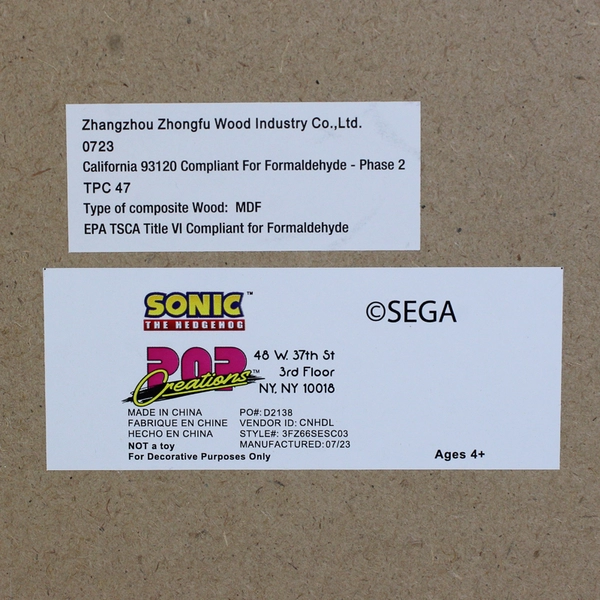 Zhangzhou Zhongfu Wood Industry Co.,Ltd.
0723
California 93120 Compliant For Formaldehyde - Phase 2
TPC 47
Type of composite Wood: MDF
EPA TSCA Title VI Compliant for Formaldehyde
SONIC™
THE HEDGEHOG
©SEGA
POP
Creations™
48 W. 37th St
3rd Floor
NY, NY 10018
MADE IN CHINA
FABRIQUE EN CHINE
HECHO EN CHINA
NOT a toy
For Decorative Purposes Only
PO#: D2138
VENDOR ID: CNHDL
STYLE#: 3FZ66SESC03
MANUFACTURED: 07/23
Ages 4+